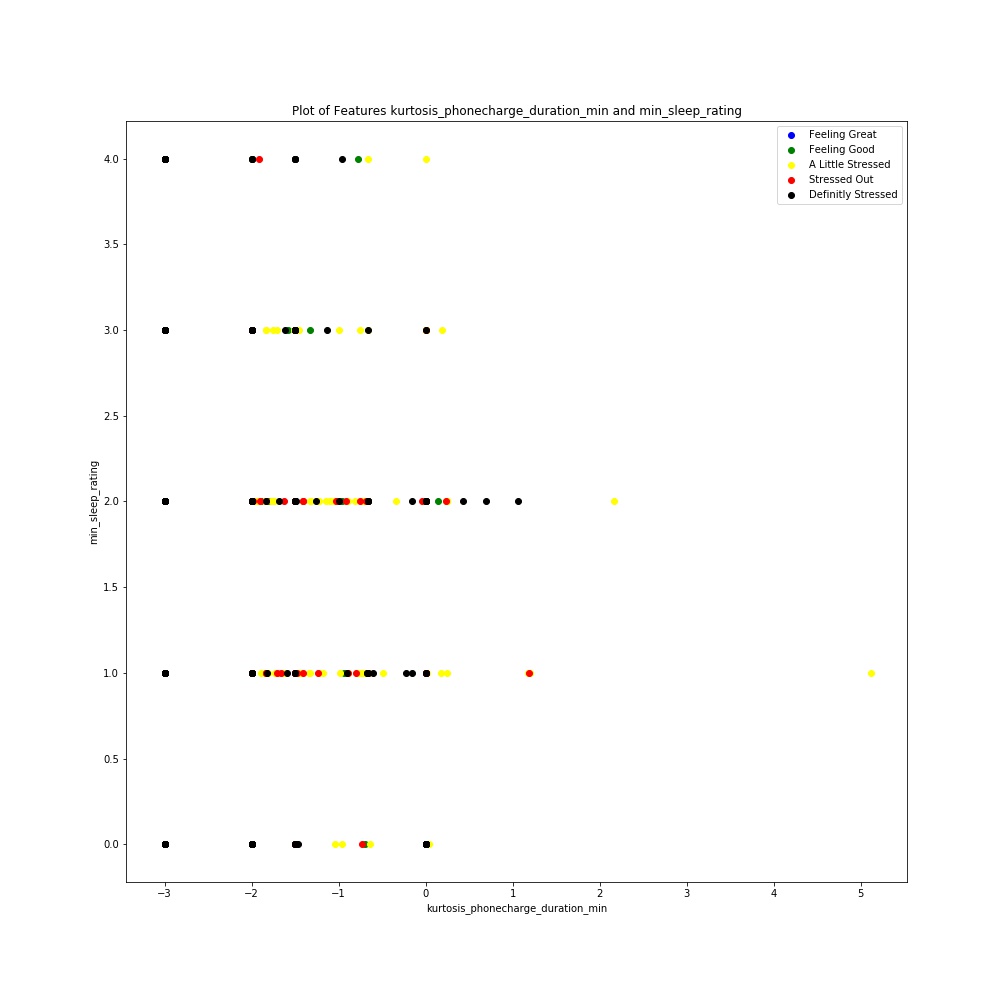 Plot of Features kurtosis_phonecharge_duration_min and min_sleep_rating
Feeling Great
Feeling Good
A Little Stressed
Stressed Out
Definitly Stressed
4.0
3.5
3.0
2.5
2.0
1.5
1.0
0.5
0.0
min_sleep_rating
−3 −2 −1 0 1 2 3 4 5
kurtosis_phonecharge_duration_min